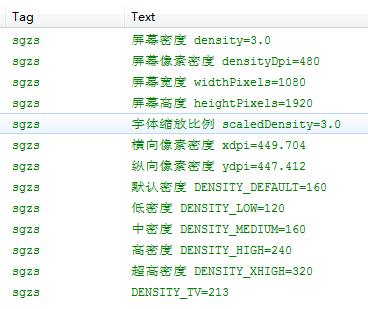 Tag Text
sgzs 屏幕密度 density=3.0
sgzs 屏幕像素密度 densityDpi=480
sgzs 屏幕宽度 widthPixels=1080
sgzs 屏幕高度 heightPixels=1920
sgzs 字体缩放比例 scaledDensity=3.0
sgzs 横向像素密度 xdpi=449.704
sgzs 纵向像素密度 ydpi=447.412
sgzs 默认密度 DENSITY_DEFAULT=160
sgzs 低密度 DENSITY_LOW=120
sgzs 中密度 DENSITY_MEDIUM=160
sgzs 高密度 DENSITY_HIGH=240
sgzs 超高密度 DENSITY_XHIGH=320
sgzs DENSITY_TV=213